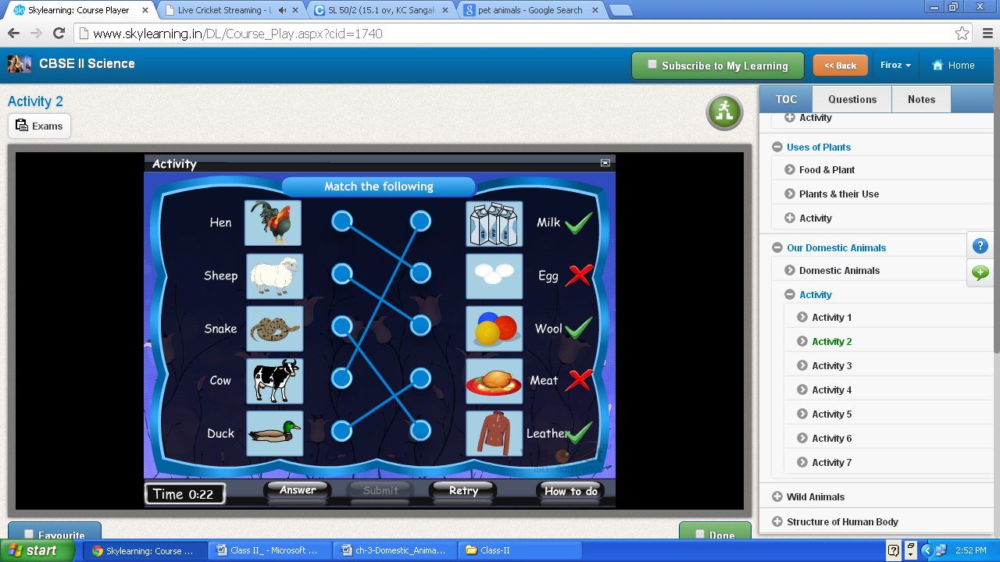 Skylearning: Course Player
Live Cricket Streaming - L
SL 50/2 (15.1 ov, KC Sangak
pet animals - Google Search
www.skylearning.in/DL/Course_Play.aspx?cid=1740
CBSE II Science
Subscribe to My Learning
<< Back
Firoz
Home
Activity 2
Exams
TOC
Questions
Notes
Activity
Uses of Plants
Food & Plant
Plants & their Use
Activity
Our Domestic Animals
Domestic Animals
Activity
Activity 1
Activity 2
Activity 3
Activity 4
Activity 5
Activity 6
Activity 7
Wild Animals
Structure of Human Body
Activity
Match the following
Hen
Milk
Sheep
Egg
Snake
Wool
Cow
Meat
Duck
Leather
Time 0:22
Answer
Submit
Retry
How to do
Favourite
Done
start
Skylearning: Course ...
Class II_ - Microsoft ...
ch-3-Domestic_Anima...
Class-II
2:52 PM